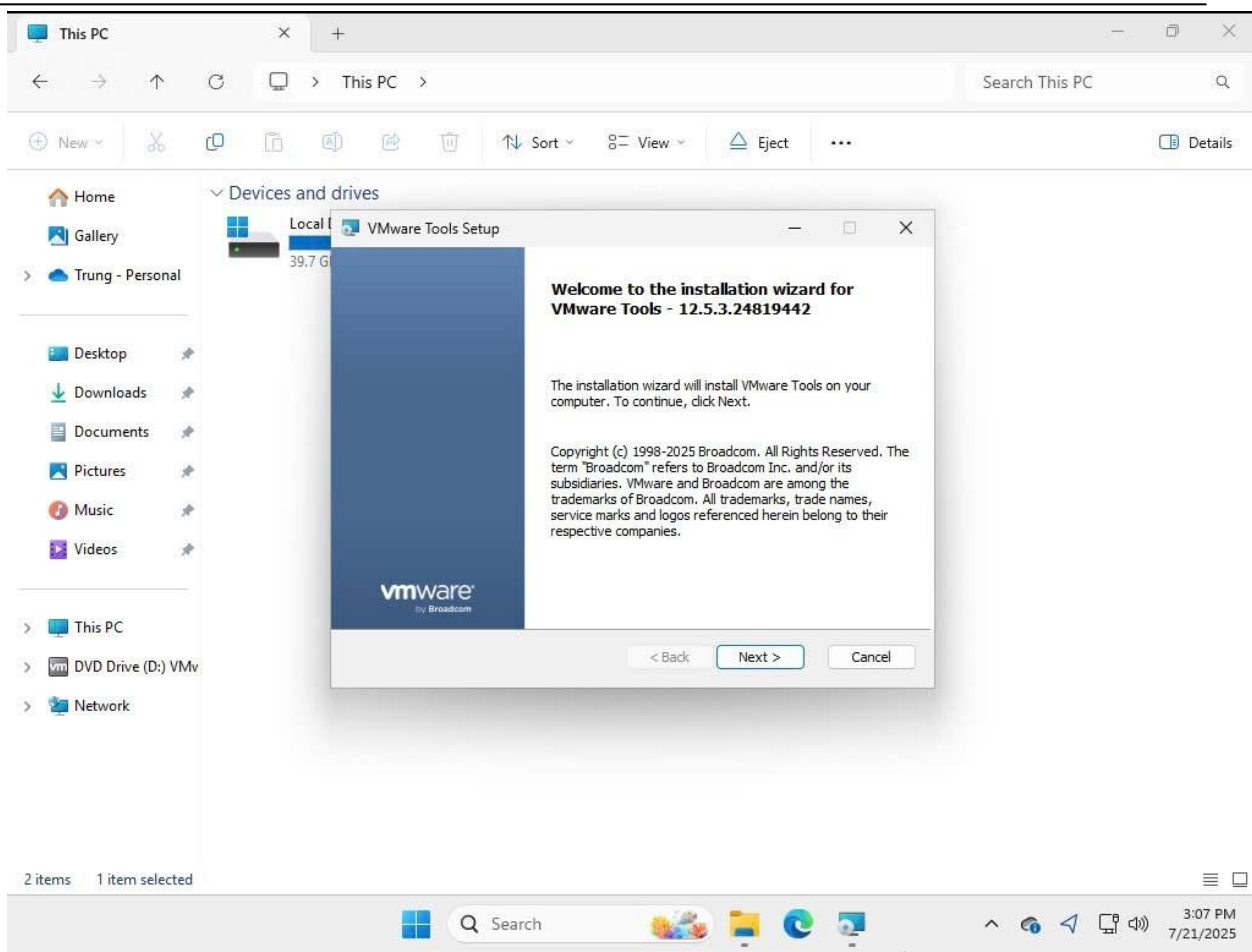 This PC
This PC
Search This PC
New
Sort
View
Eject
Details
Home
Gallery
Trung - Personal
Desktop
Downloads
Documents
Pictures
Music
Videos
This PC
DVD Drive (D:) VMw
Network
Devices and drives
Local
39.7 G
VMware Tools Setup
Welcome to the installation wizard for
VMware Tools - 12.5.3.24819442
The installation wizard will install VMware Tools on your
computer. To continue, click Next.
Copyright (c) 1998-2025 Broadcom. All Rights Reserved. The
term "Broadcom" refers to Broadcom Inc. and/or its
subsidiaries. VMware and Broadcom are among the
trademarks of Broadcom. All trademarks, trade names,
service marks and logos referenced herein belong to their
respective companies.
vmware
by Broadcom
< Back Next > Cancel
2 items 1 item selected
Search
3:07 PM
7/21/2025